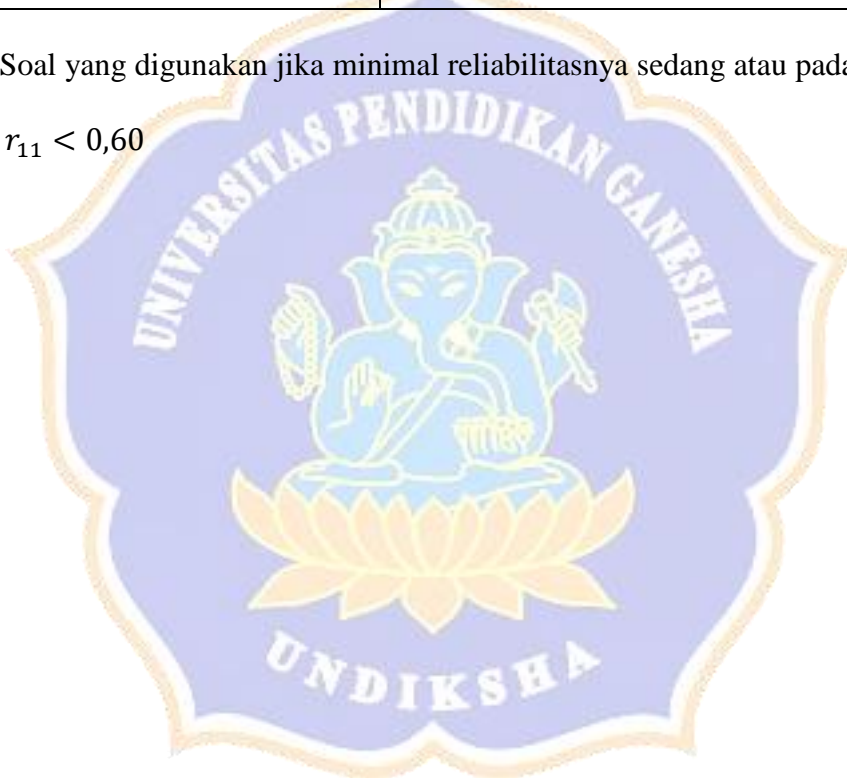 Soal yang digunakan jika minimal reliabilitasnya sedang atau pada
r₁₁ < 0,60
UNIVERSITAS PENDIDIKAN GANESHA
UNDIKSHA